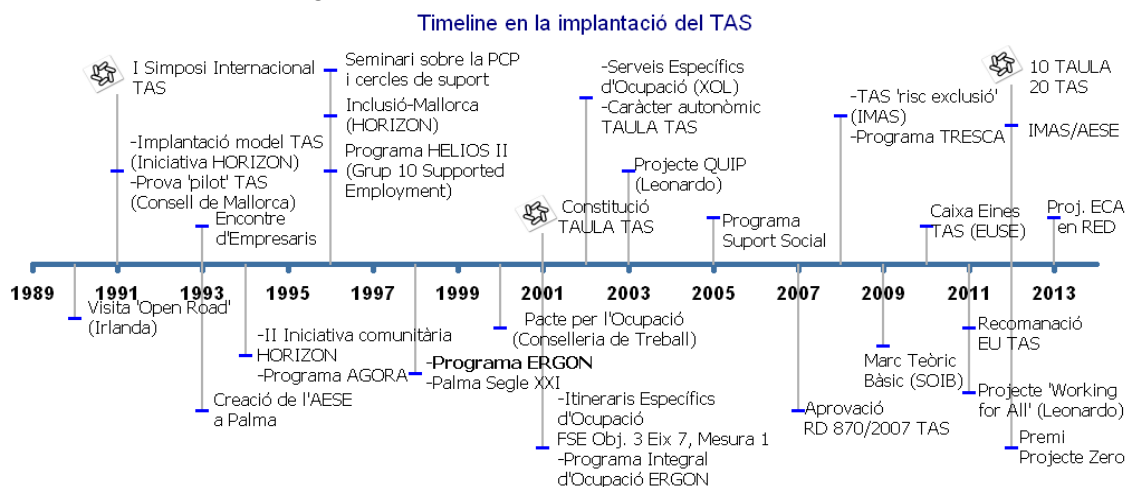 Timeline en la implantació del TAS
I Simposi Internacional
TAS
-Implantació model TAS
(Iniciativa HORIZON)
-Prova 'pilot' TAS
(Consell de Mallorca)
Encontre
d'Empresaris
Seminari sobre la PCP
i cercles de suport
Inclusió-Mallorca
(HORIZON)
Programa HELIOS II
(Grup 10 Supported
Employment)
Constitució
TAULA TAS
-Serveis Específics
d'Ocupació (XOL)
-Caràcter autonòmic
TAULA TAS
Projecte QUIP
(Leonardo)
Programa
Suport Social
-TAS 'risc exclusió'
(IMAS)
-Programa TRESCA
Caixa Eines
TAS (EUSE)
10 TAULA
20 TAS
IMAS/AESE
Proj. ECA
en RED
1989 1991 1993 1995 1997 1999 2001 2003 2005 2007 2009 2011 2013
Visita 'Open Road'
(Irlanda)
Creació de l'AESE
a Palma
-II Iniciativa comunitària
HORIZON
-Programa AGORA
-Programa ERGON
-Palma Segle XXI
Pacte per l'Ocupació
(Conselleria de Treball)
-Itineraris Específics
d'Ocupació
FSE Obj. 3 Eix 7, Mesura 1
-Programa Integral
d'Ocupació ERGON
Aprovació
RD 870/2007 TAS
Marc Teòric
Bàsic (SOIB)
Recomanació
EU TAS
Projecte 'Working
for All' (Leonardo)
Premi
Projecte Zero